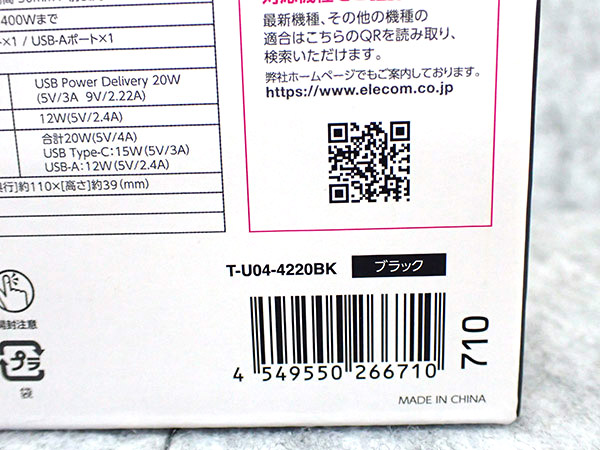 400Wまで
×1 / USB-Aポート×1
USB Power Delivery 20W
(5V/3A 9V/2.22A)
12W(5V/2.4A)
合計20W(5V/4A)
USB Type-C：15W(5V/3A)
USB-A：12W(5V/2.4A)
奥行]約110×[高さ]約39(mm)
最新機種、その他の機種の
適合はこちらのQRを読み取り、
検索いただけます。
弊社ホームページでもご案内しております。
https://www.elecom.co.jp
T-U04-4220BK ブラック
開封注意
プラ
袋
4 549550 266710
710
MADE IN CHINA